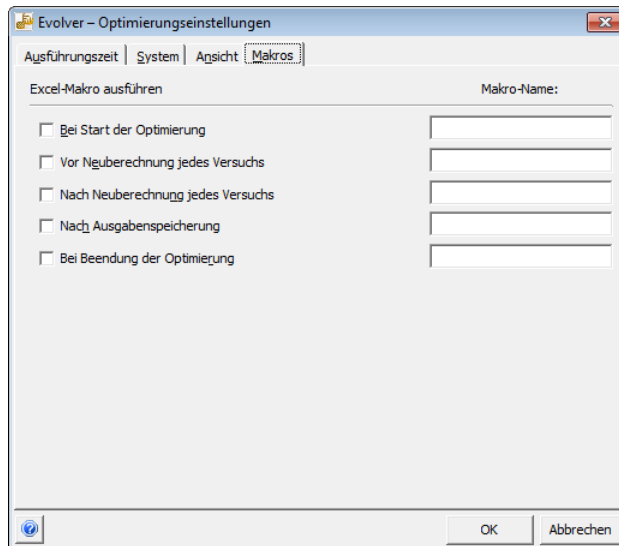 Evolver – Optimierungseinstellungen
Ausführungszeit System Ansicht Makros
Excel-Makro ausführen Makro-Name:
Bei Start der Optimierung
Vor Neuberechnung jedes Versuchs
Nach Neuberechnung jedes Versuchs
Nach Ausgabenspeicherung
Bei Beendung der Optimierung
OK Abbrechen